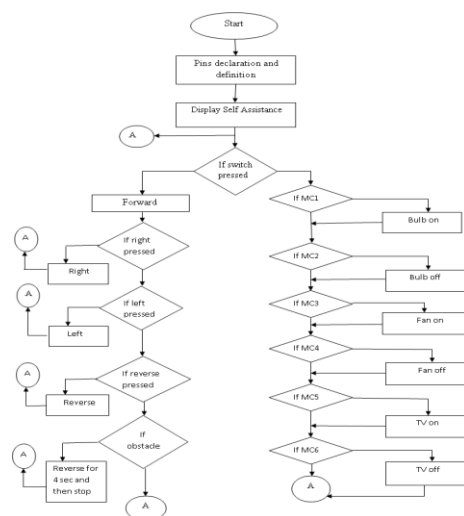 Start
Pins declaration and
definition
Display Self Assistance
A
If switch
pressed
Forward
If right
pressed
A
Right
If left
pressed
A
Left
If reverse
pressed
A
Reverse
If
obstacle
A
Reverse for
4 sec and
then stop
A
If MC1
Bulb on
If MC2
Bulb off
If MC3
Fan on
If MC4
Fan off
If MC5
TV on
If MC6
TV off
A